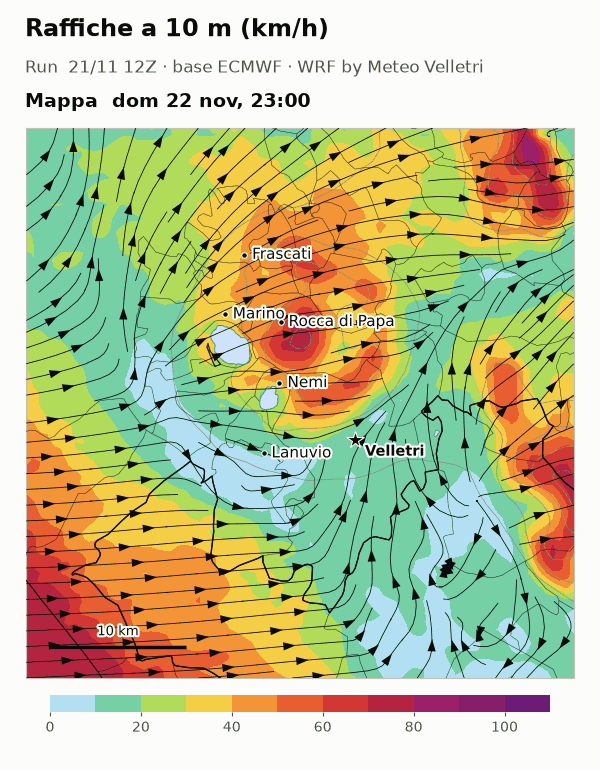 Raffiche a 10 m (km/h)
Run  21/11 12Z · base ECMWF · WRF by Meteo Velletri
Mappa  dom 22 nov, 23:00
Frascati
Marino
Rocca di Papa
Nemi
Velletri
Lanuvio
10 km
0 20 40 60 80 100